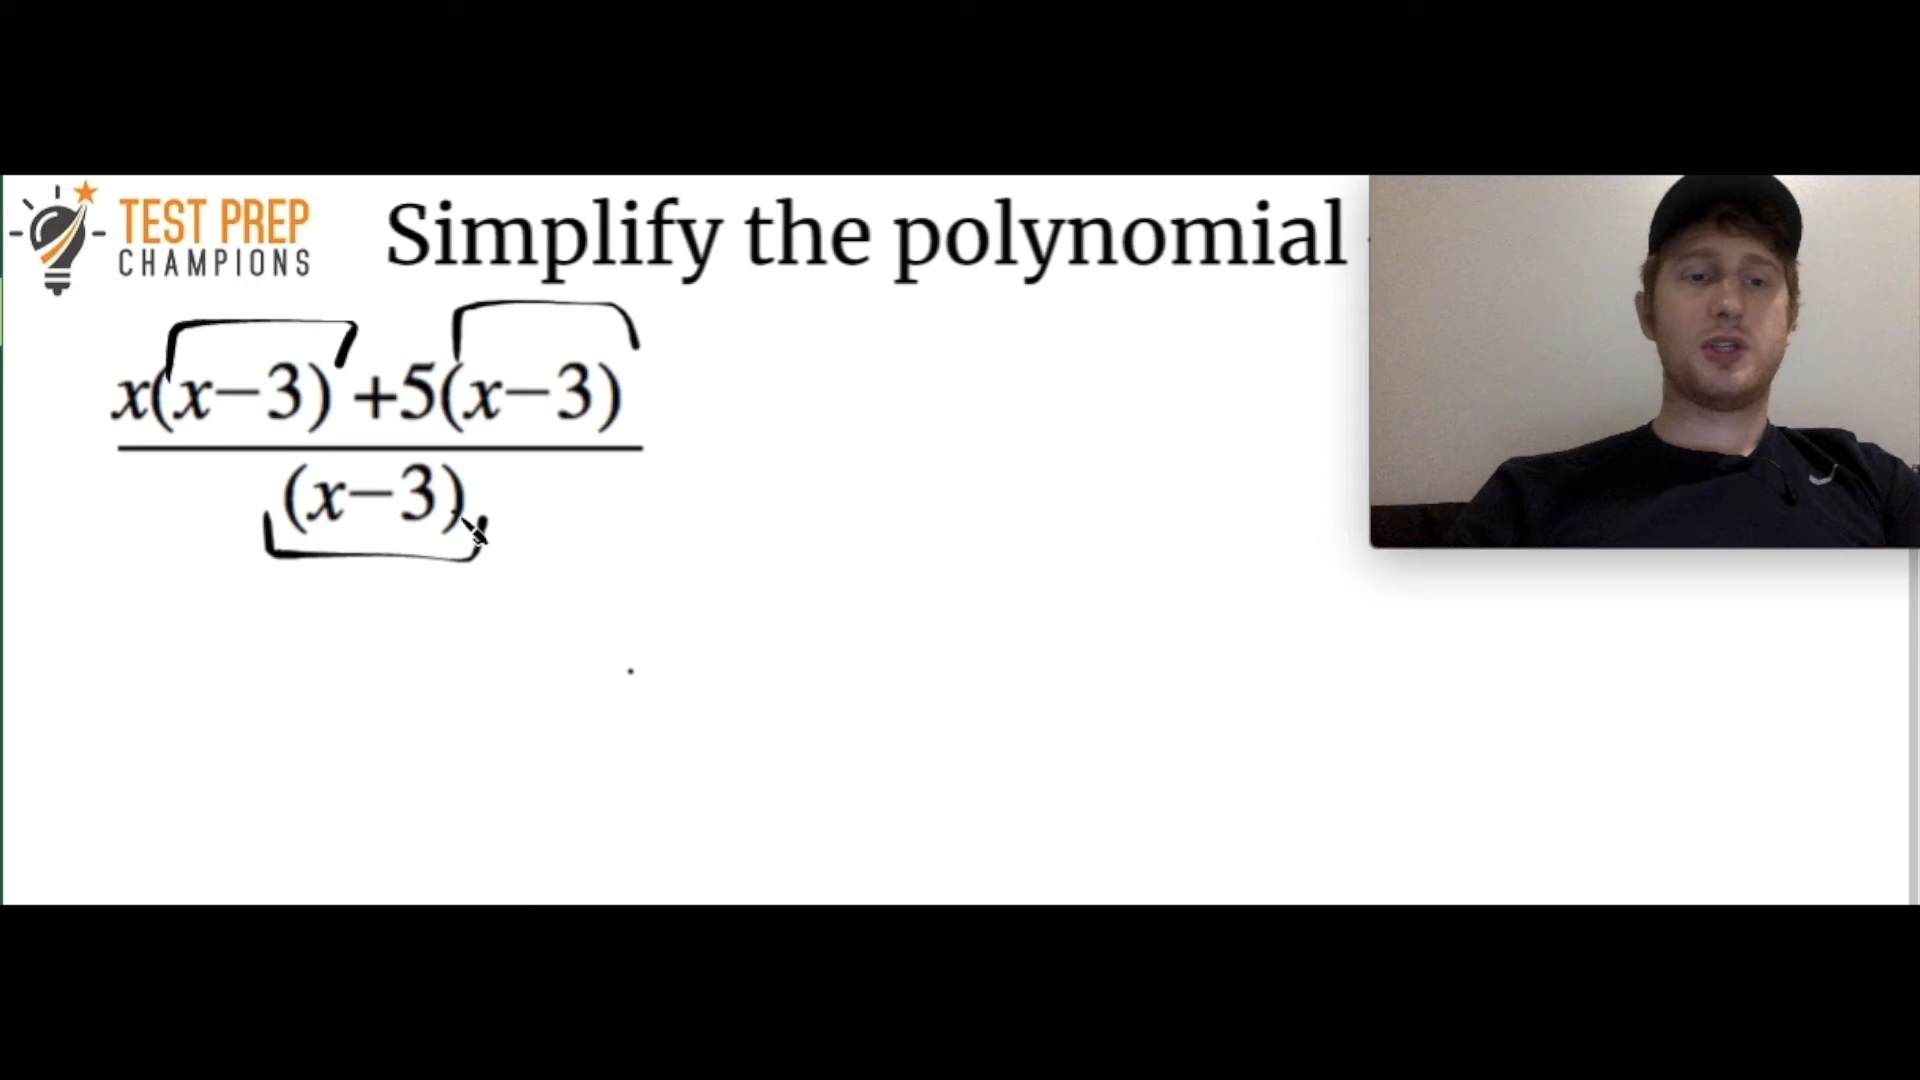 TEST PREP
CHAMPIONS
Simplify the polynomial
x(x−3) +5(x−3)
(x−3)